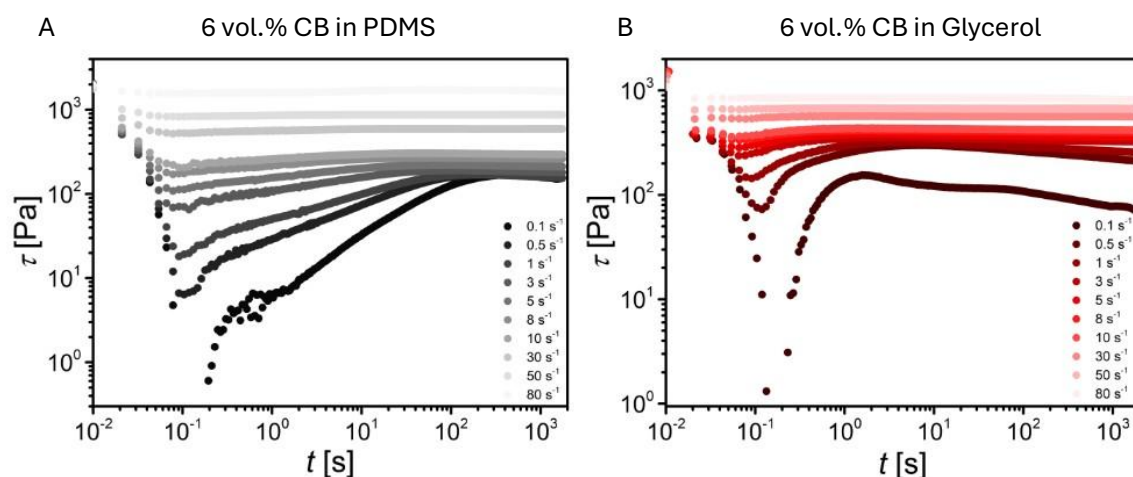 A 6 vol.% CB in PDMS
B 6 vol.% CB in Glycerol
τ [Pa]
10³
10²
10¹
10⁰
0.1 s⁻¹
0.5 s⁻¹
1 s⁻¹
3 s⁻¹
5 s⁻¹
8 s⁻¹
10 s⁻¹
30 s⁻¹
50 s⁻¹
80 s⁻¹
10⁻² 10⁻¹ 10⁰ 10¹ 10² 10³
t [s]
τ [Pa]
10³
10²
10¹
10⁰
0.1 s⁻¹
0.5 s⁻¹
1 s⁻¹
3 s⁻¹
5 s⁻¹
8 s⁻¹
10 s⁻¹
30 s⁻¹
50 s⁻¹
80 s⁻¹
10⁻² 10⁻¹ 10⁰ 10¹ 10² 10³
t [s]